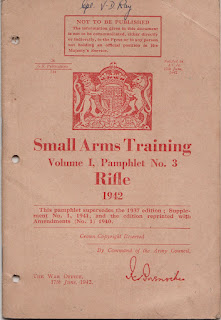 V. D. Kay
NOT TO BE PUBLISHED
The information given in this document
is not to be communicated, either directly
or indirectly, to the Press or to any person
not holding an official position in His
Majesty's Service.
Small Arms Training
Volume I, Pamphlet No. 3
Rifle
1942
This pamphlet supersedes the 1937 edition; Supple-
ment No. 1, 1941, and the edition reprinted with
Amendments (No. 1) 1940.
Crown Copyright Reserved
By Command of the Army Council,
THE WAR OFFICE,
17th June, 1942.